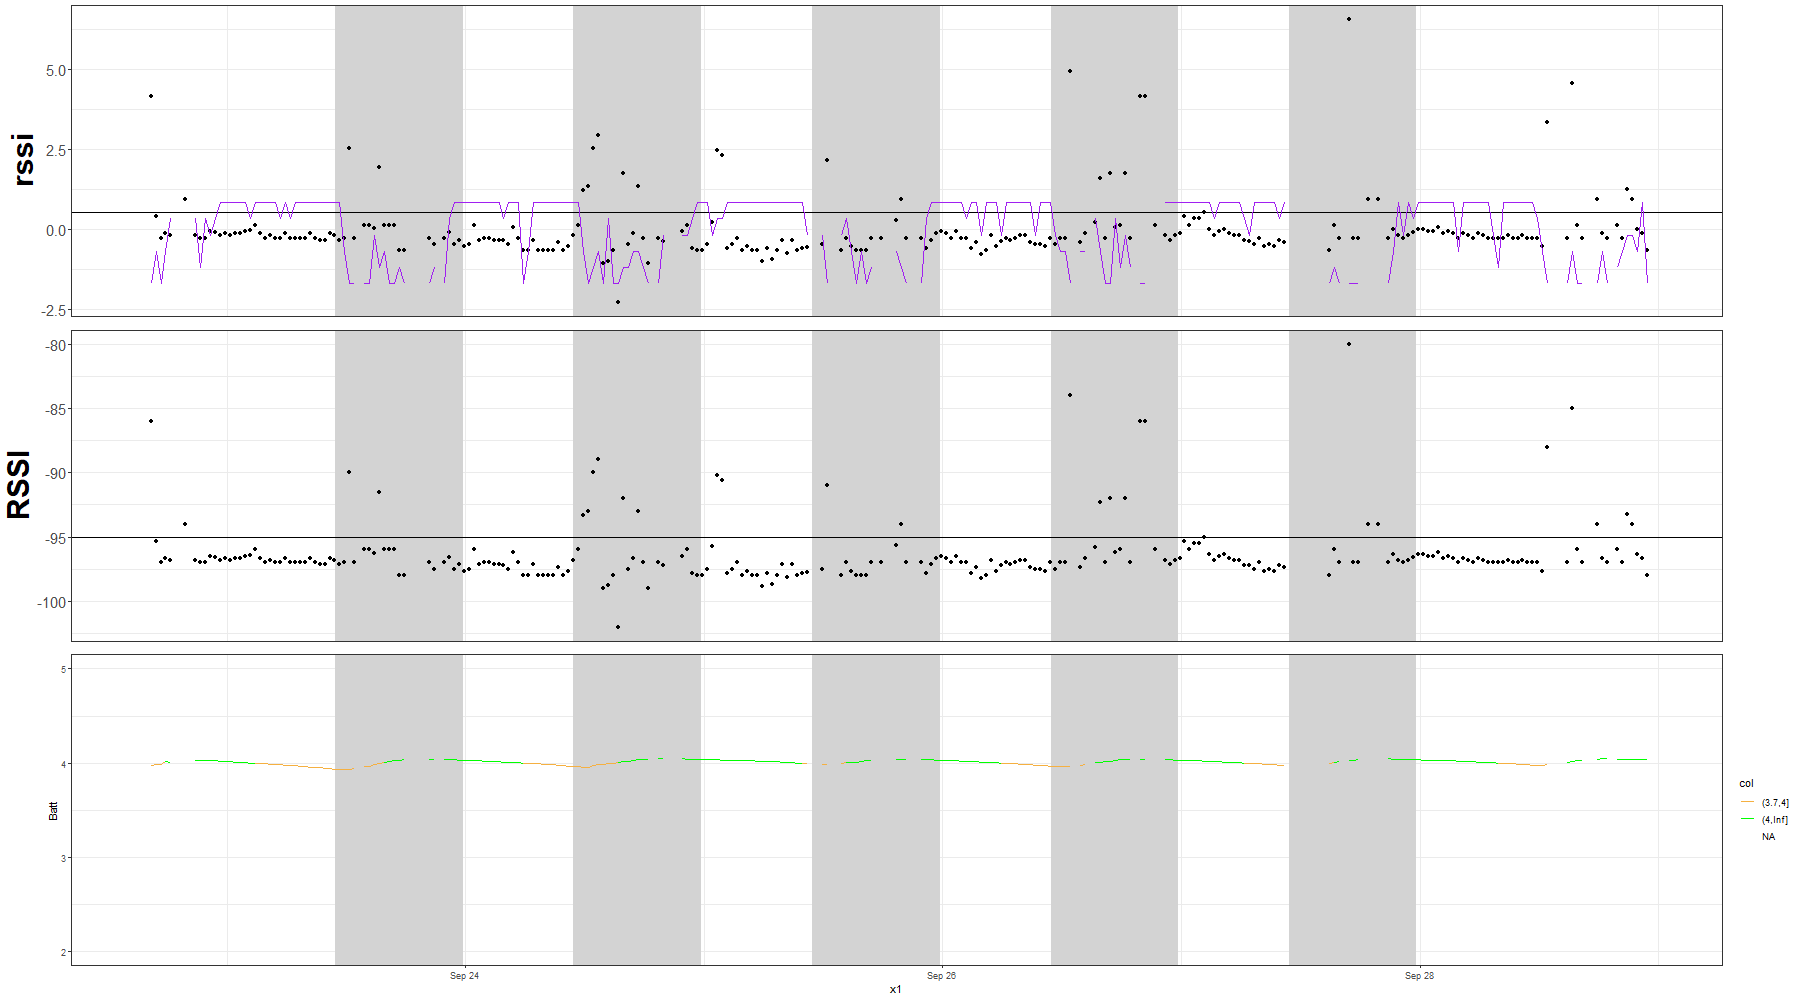 rssi
5.0
2.5
0.0
-2.5
RSSI
-80
-85
-90
-95
-100
Batt
5
4
3
2
Sep 24
Sep 26
Sep 28
x1
col
(3.7,4]
(4,Inf]
NA